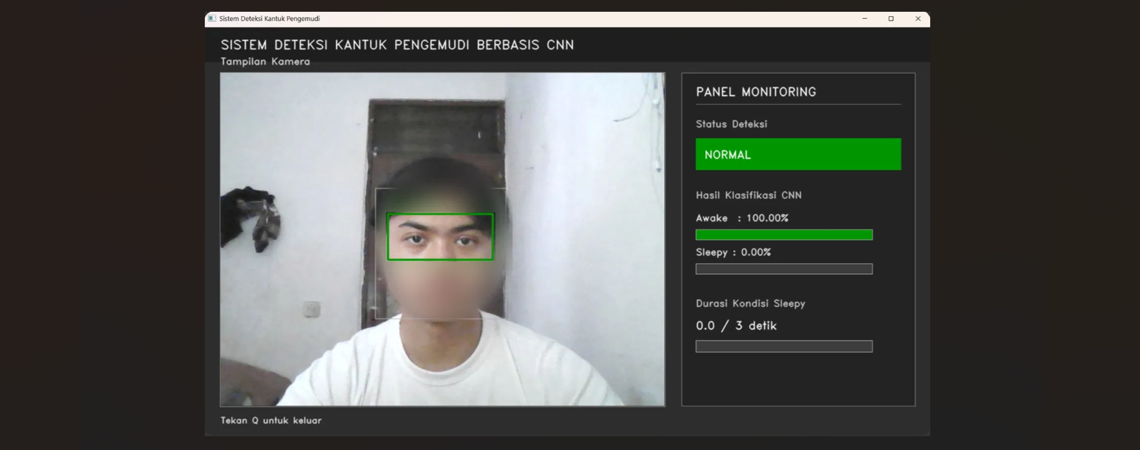 Sistem Deteksi Kantuk Pengemudi
SISTEM DETEKSI KANTUK PENGEMUDI BERBASIS CNN
Tampilan Kamera
PANEL MONITORING
Status Deteksi
NORMAL
Hasil Klasifikasi CNN
Awake : 100.00%
Sleepy : 0.00%
Durasi Kondisi Sleepy
0.0 / 3 detik
Tekan Q untuk keluar